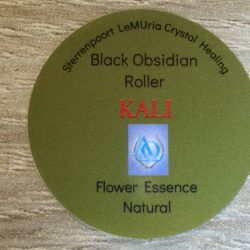 Sterrenpoort LeMUria Crystal Healing
Black Obsidian
Roller
KALI
Flower Essence
Natural